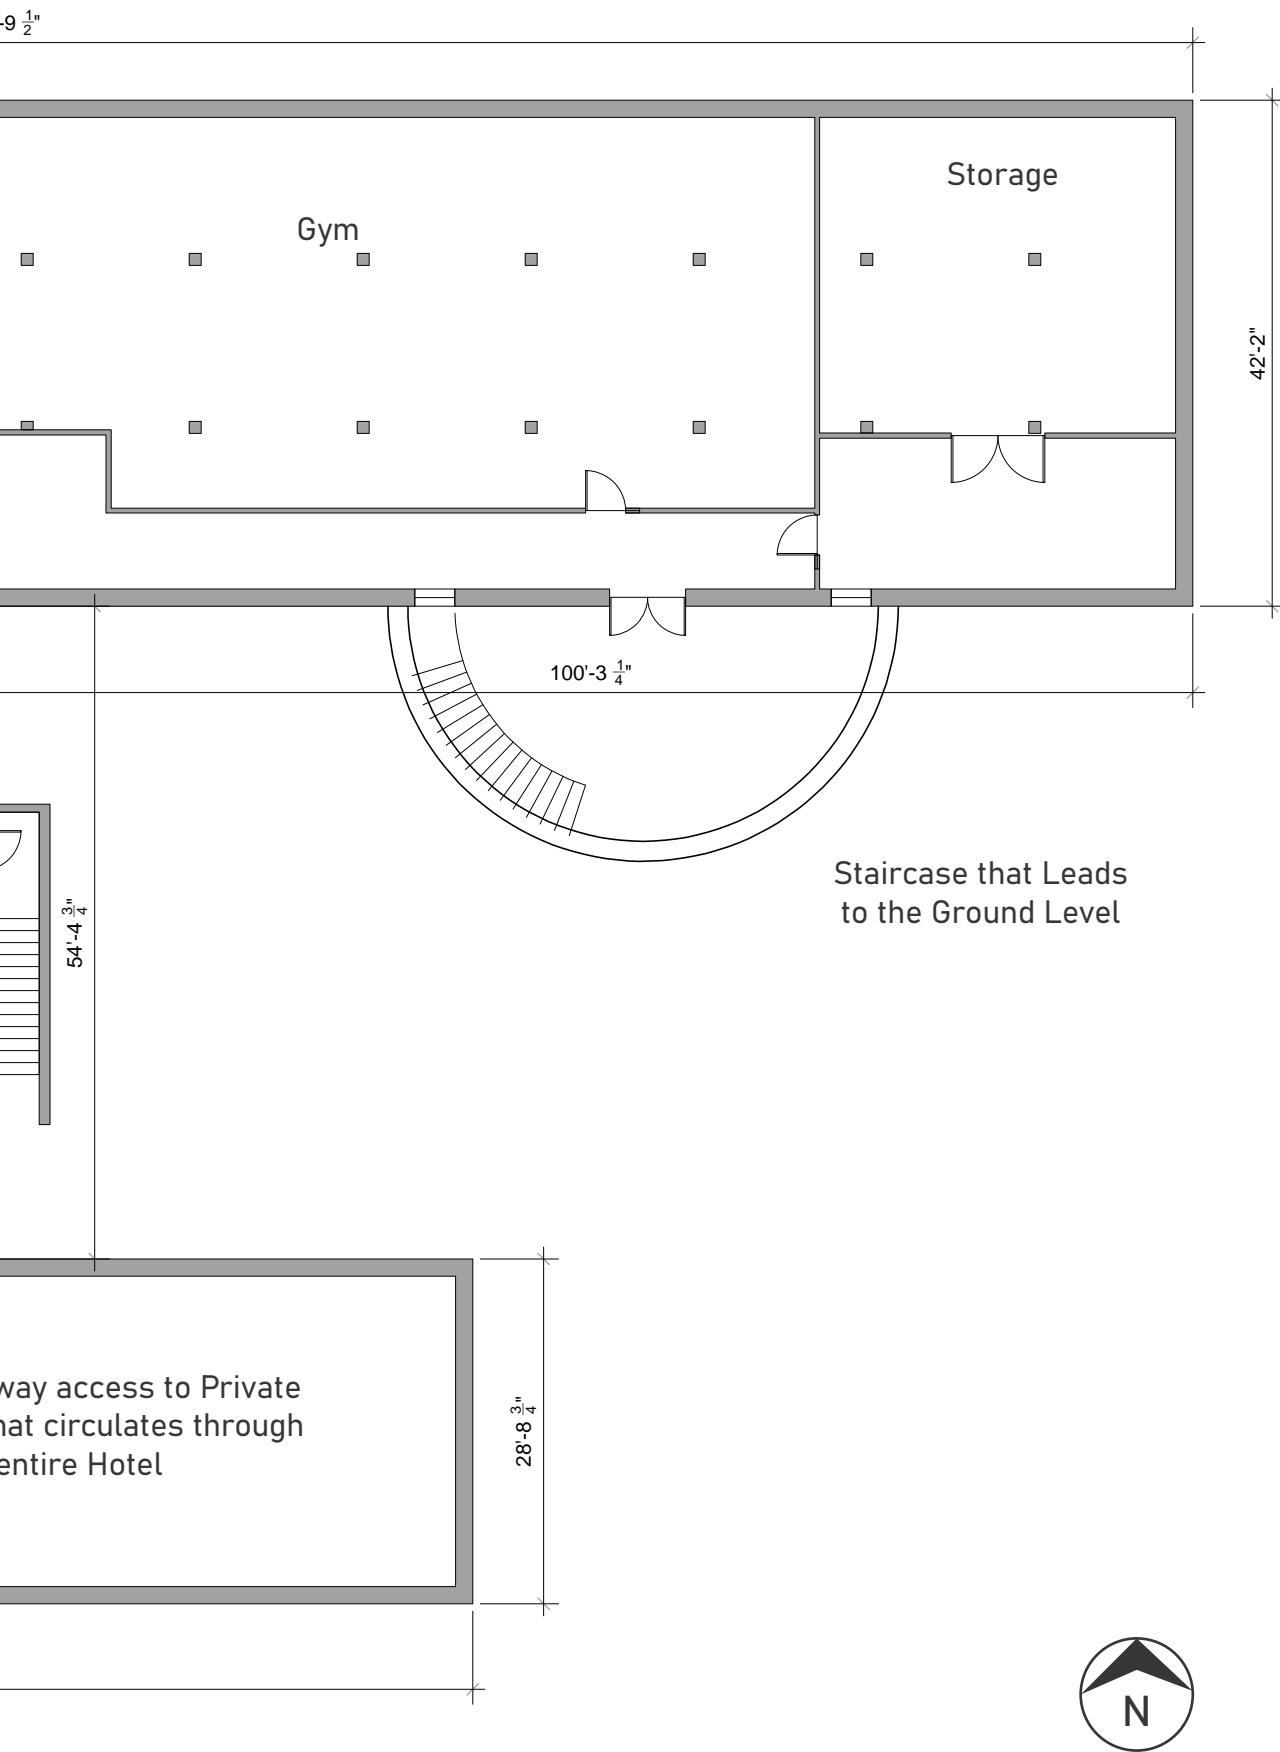 -9 1/2"
Storage
Gym
42'-2"
100'-3 1/4"
Staircase that Leads
to the Ground Level
54'-4 3/4"
way access to Private
hat circulates through
entire Hotel
28'-8 3/4"
N